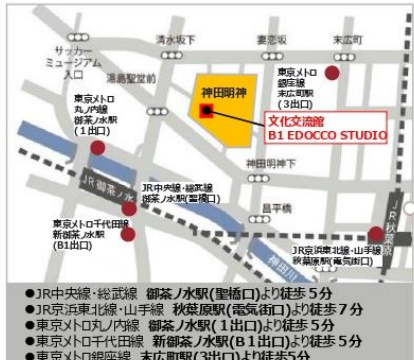 サッカー
ミュージアム
入口
清水坂下
妻恋坂
末広町
湯島聖堂前
神田明神
東京メトロ
銀座線
末広町駅
(3出口)
東京メトロ
丸ノ内線
御茶ノ水駅
(1出口)
文化交流館
B1 EDOCCO STUDIO
神田明神下
JR御茶ノ水
JR中央線・総武線
御茶ノ水駅(聖橋口)
昌平橋
東京メトロ千代田線
新御茶ノ水駅
(B1出口)
神田川
JR京浜東北線・山手線
秋葉原駅(電気街口)
JR秋葉原
●JR中央線・総武線 御茶ノ水駅(聖橋口)より徒歩5分
●JR京浜東北線・山手線 秋葉原駅(電気街口)より徒歩7分
●東京メトロ丸ノ内線 御茶ノ水駅(1出口)より徒歩5分
●東京メトロ千代田線 新御茶ノ水駅(B1出口)より徒歩5分
●東京メトロ銀座線 末広町駅(3出口)より徒歩5分